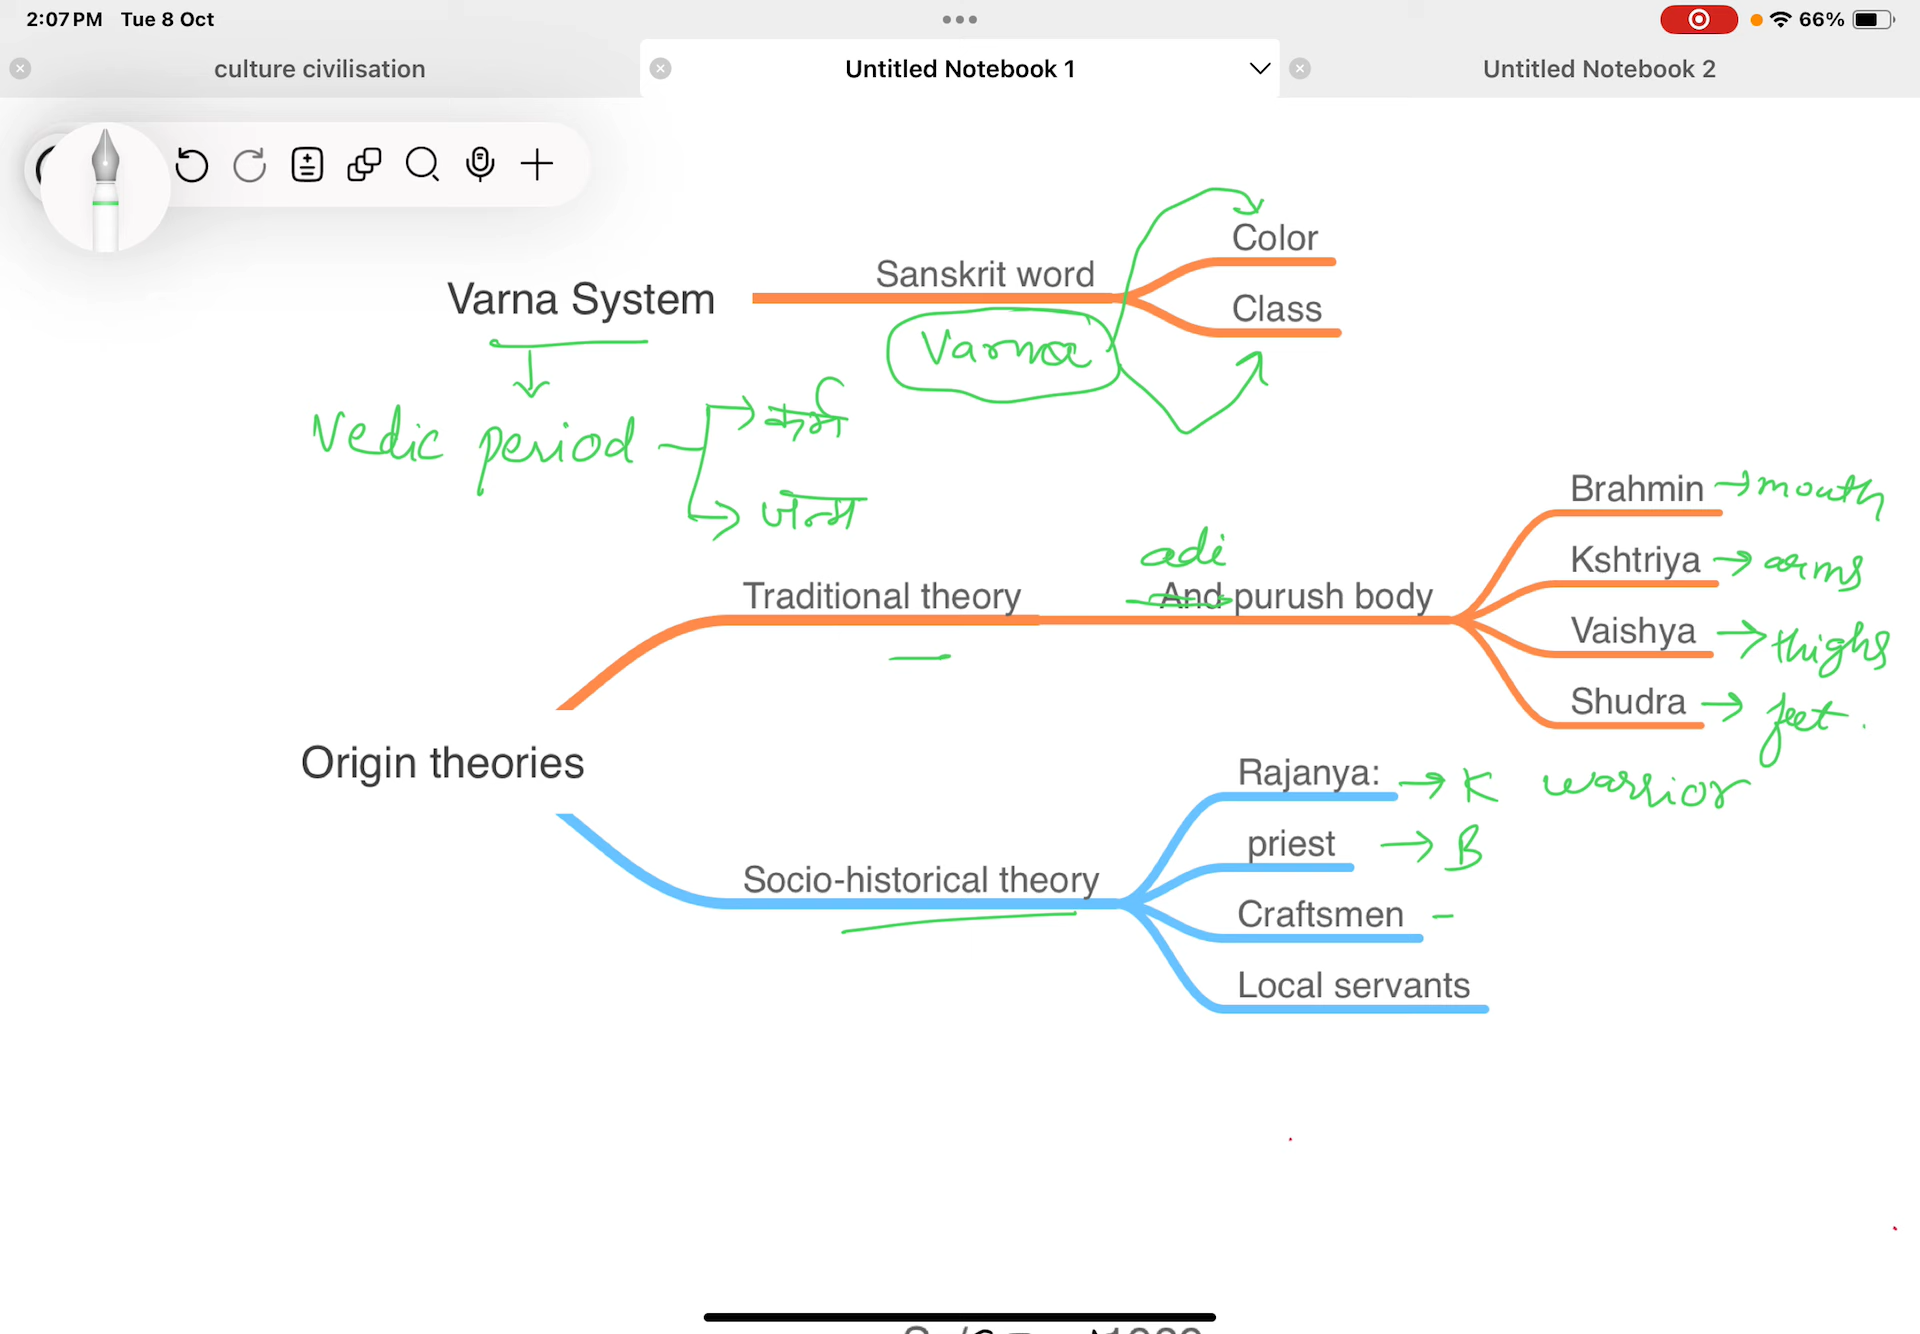 2:07 PM Tue 8 Oct
66%
culture civilisation
Untitled Notebook 1
Untitled Notebook 2
Varna System
Sanskrit word
Color
Class
Varna
Vedic period
Brahmin → mouth
Kshtriya → arms
Vaishya → thighs
Shudra → feet.
adi
Traditional theory
And purush body
Origin theories
Socio-historical theory
Rajanya: → K warrior
priest → B
Craftsmen -
Local servants